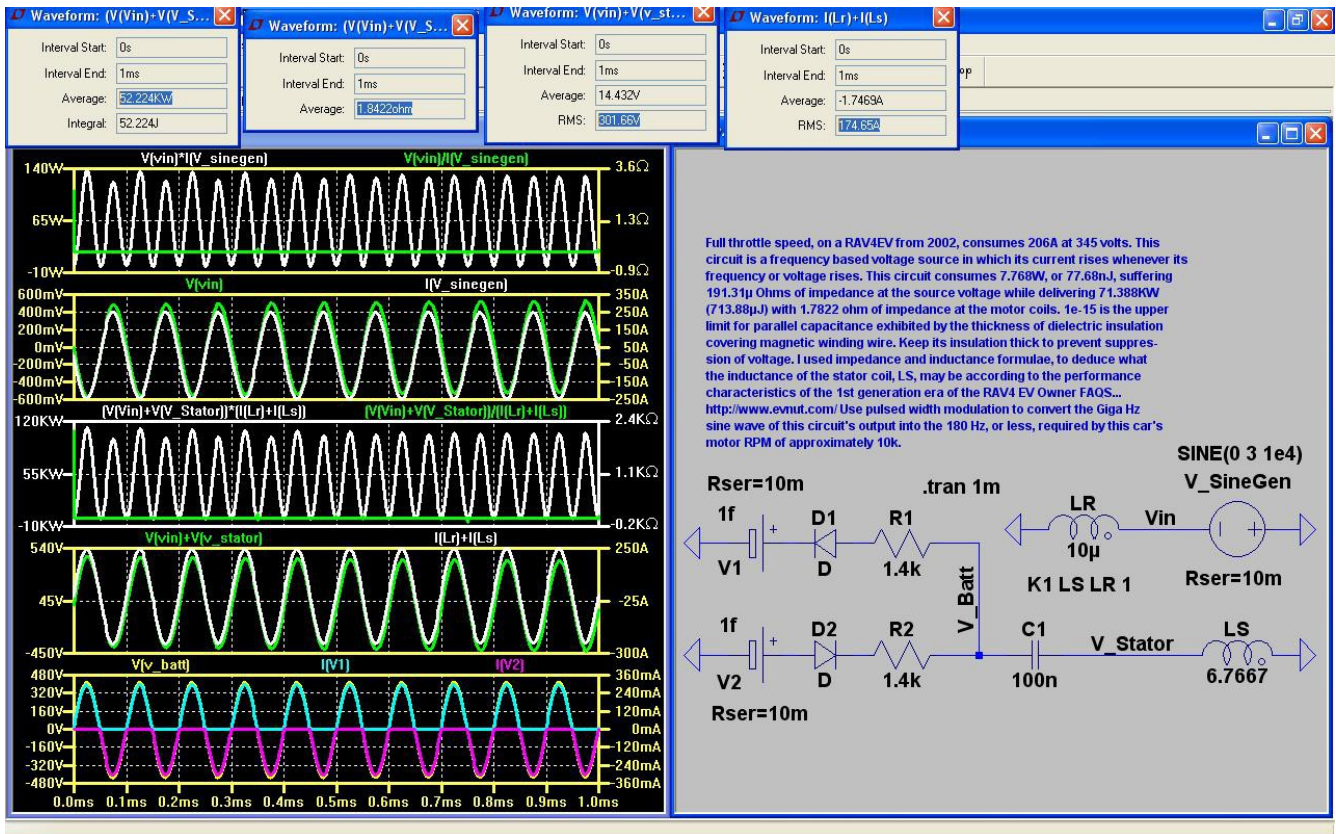 Waveform: (V(Vin)+V(V_S...
Interval Start: 0s
Interval End: 1ms
Average: 52.224KW
Integral: 52.224J
Waveform: (V(Vin)+V(V_S...
Interval Start: 0s
Interval End: 1ms
Average: 1.8422ohm
Waveform: V(vin)+V(v_st...
Interval Start: 0s
Interval End: 1ms
Average: 14.432V
RMS: 301.66V
Waveform: I(Lr)+I(Ls)
Interval Start: 0s
Interval End: 1ms
Average: -1.7469A
RMS: 174.65A
op
V(vin)*I(V_sinegen) V(vin)/I(V_sinegen)
140W 3.6Ω
65W 1.3Ω
-10W -0.9Ω
V(vin) I(V_sinegen)
600mV 350A
400mV 250A
200mV 150A
0mV 50A
-200mV -50A
-400mV -150A
-600mV -250A
(V(Vin)+V(V_Stator))*(I(Lr)+I(Ls)) (V(Vin)+V(V_Stator))/(I(Lr)+I(Ls))
120KW 2.4KΩ
55KW 1.1KΩ
-10KW -0.2KΩ
V(vin)+V(v_stator) I(Lr)+I(Ls)
540V 250A
45V -25A
-450V -300A
V(v_batt) I(V1) I(V2)
480V 360mA
320V 240mA
160V 120mA
0V 0mA
-160V -120mA
-320V -240mA
-480V -360mA
0.0ms 0.1ms 0.2ms 0.3ms 0.4ms 0.5ms 0.6ms 0.7ms 0.8ms 0.9ms 1.0ms
Full throttle speed, on a RAV4EV from 2002, consumes 206A at 345 volts. This
circuit is a frequency based voltage source in which its current rises whenever its
frequency or voltage rises. This circuit consumes 7.768W, or 77.68nJ, suffering
191.31µ Ohms of impedance at the source voltage while delivering 71.388KW
(713.88µJ) with 1.7822 ohm of impedance at the motor coils. 1e-15 is the upper
limit for parallel capacitance exhibited by the thickness of dielectric insulation
covering magnetic winding wire. Keep its insulation thick to prevent suppres-
sion of voltage. I used impedance and inductance formulae, to deduce what
the inductance of the stator coil, LS, may be according to the performance
characteristics of the 1st generation era of the RAV4 EV Owner FAQS...
http://www.evnut.com/ Use pulsed width modulation to convert the Giga Hz
sine wave of this circuit's output into the 180 Hz, or less, required by this car's
motor RPM of approximately 10k.
SINE(0 3 1e4)
V_SineGen
Rser=10m
.tran 1m
1f
D1
R1
LR
Vin
V1
D
1.4k
10µ
Rser=10m
K1 LS LR 1
V_Batt
1f
D2
R2
C1
V_Stator
LS
V2
D
1.4k
100n
6.7667
Rser=10m